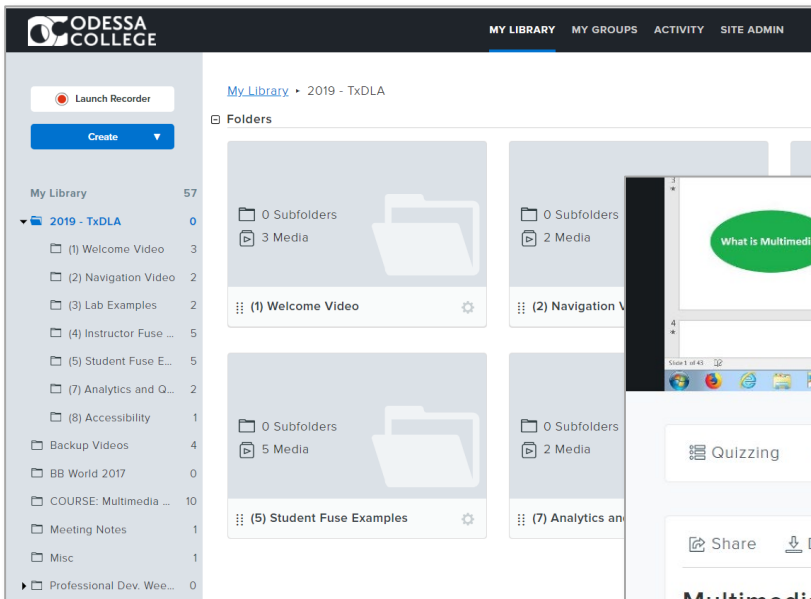 ODESSA
COLLEGE
MY LIBRARY MY GROUPS ACTIVITY SITE ADMIN
Launch Recorder
Create
My Library 57
2019 - TxDLA 0
(1) Welcome Video 3
(2) Navigation Video 2
(3) Lab Examples 2
(4) Instructor Fuse ... 5
(5) Student Fuse E... 5
(7) Analytics and Q... 2
(8) Accessibility 1
Backup Videos 4
BB World 2017 0
COURSE: Multimedia ... 10
Meeting Notes 1
Misc 1
Professional Dev. Wee... 0
My Library ‣ 2019 - TxDLA
Folders
0 Subfolders
3 Media
(1) Welcome Video
0 Subfolders
2 Media
(2) Navigation V
0 Subfolders
5 Media
(5) Student Fuse Examples
0 Subfolders
2 Media
(7) Analytics an
3
What is Multimedi
4
Slide 1 of 43
Quizzing
Share
Multimedi